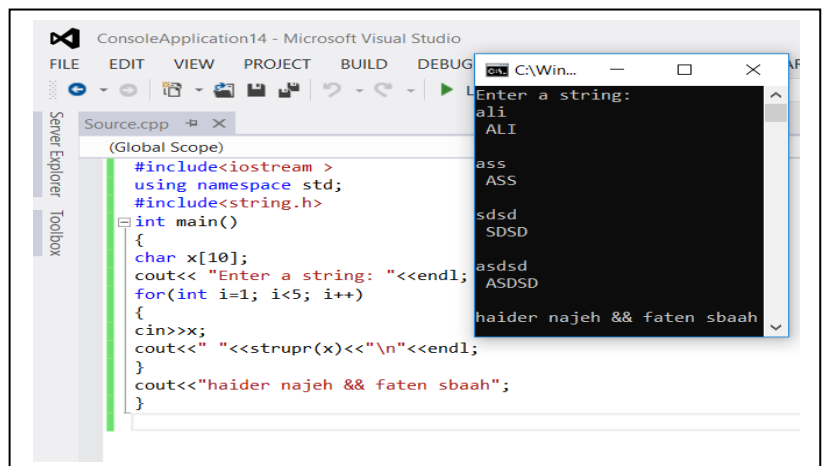 ConsoleApplication14 - Microsoft Visual Studio
FILE EDIT VIEW PROJECT BUILD DEBUG
Server Explorer
Toolbox
Source.cpp
(Global Scope)
#include<iostream >
using namespace std;
#include<string.h>
int main()
{
char x[10];
cout<< "Enter a string: "<<endl;
for(int i=1; i<5; i++)
{
cin>>x;
cout<<" "<<strupr(x)<<"\n"<<endl;
}
cout<<"haider najeh && faten sbaah";
}
C:\Win...
Enter a string:
ali
ALI
ass
ASS
sdsd
SDSD
asdsd
ASDSD
haider najeh && faten sbaah